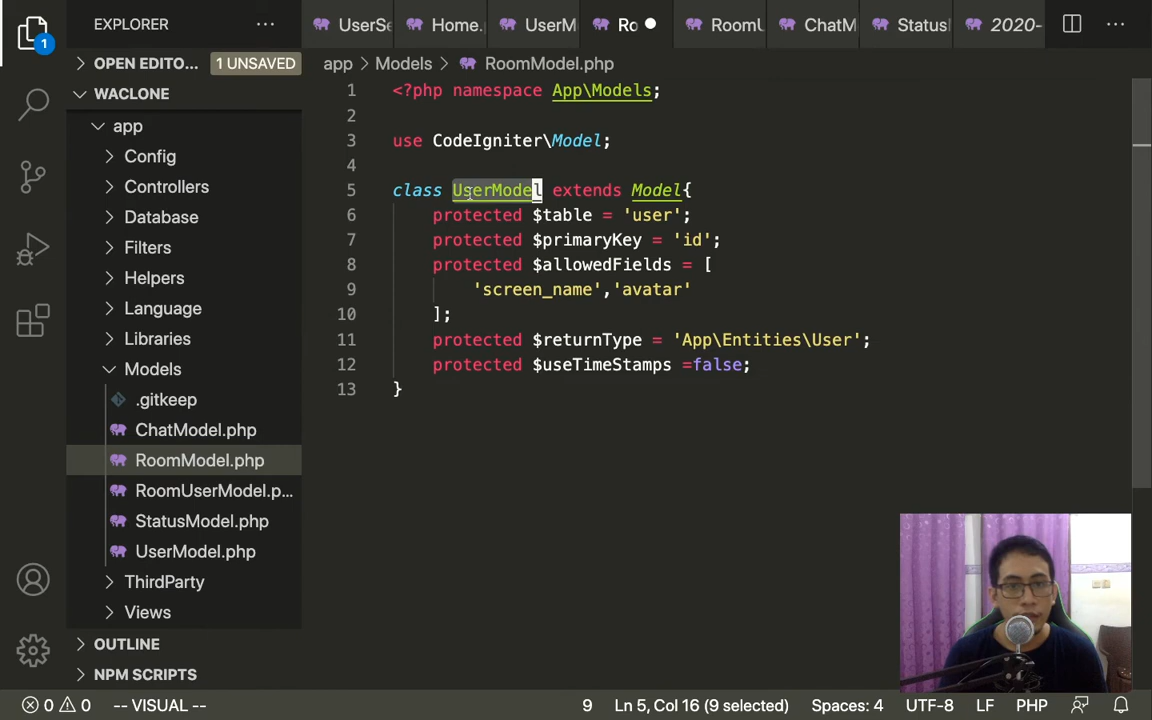 EXPLORER
UserSe
Home.
UserM
Ro
RoomU
ChatM
Status
2020-
1
OPEN EDITO...
1 UNSAVED
app
Models
RoomModel.php
WACLONE
app
Config
Controllers
Database
Filters
Helpers
Language
Libraries
Models
.gitkeep
ChatModel.php
RoomModel.php
RoomUserModel.p...
StatusModel.php
UserModel.php
ThirdParty
Views
OUTLINE
NPM SCRIPTS
1 <?php namespace App\Models;
2
3 use CodeIgniter\Model;
4
5 class UserModel extends Model{
6 protected $table = 'user';
7 protected $primaryKey = 'id';
8 protected $allowedFields = [
9 'screen_name','avatar'
10 ];
11 protected $returnType = 'App\Entities\User';
12 protected $useTimeStamps =false;
13 }
0 0 -- VISUAL -- 9 Ln 5, Col 16 (9 selected) Spaces: 4 UTF-8 LF PHP